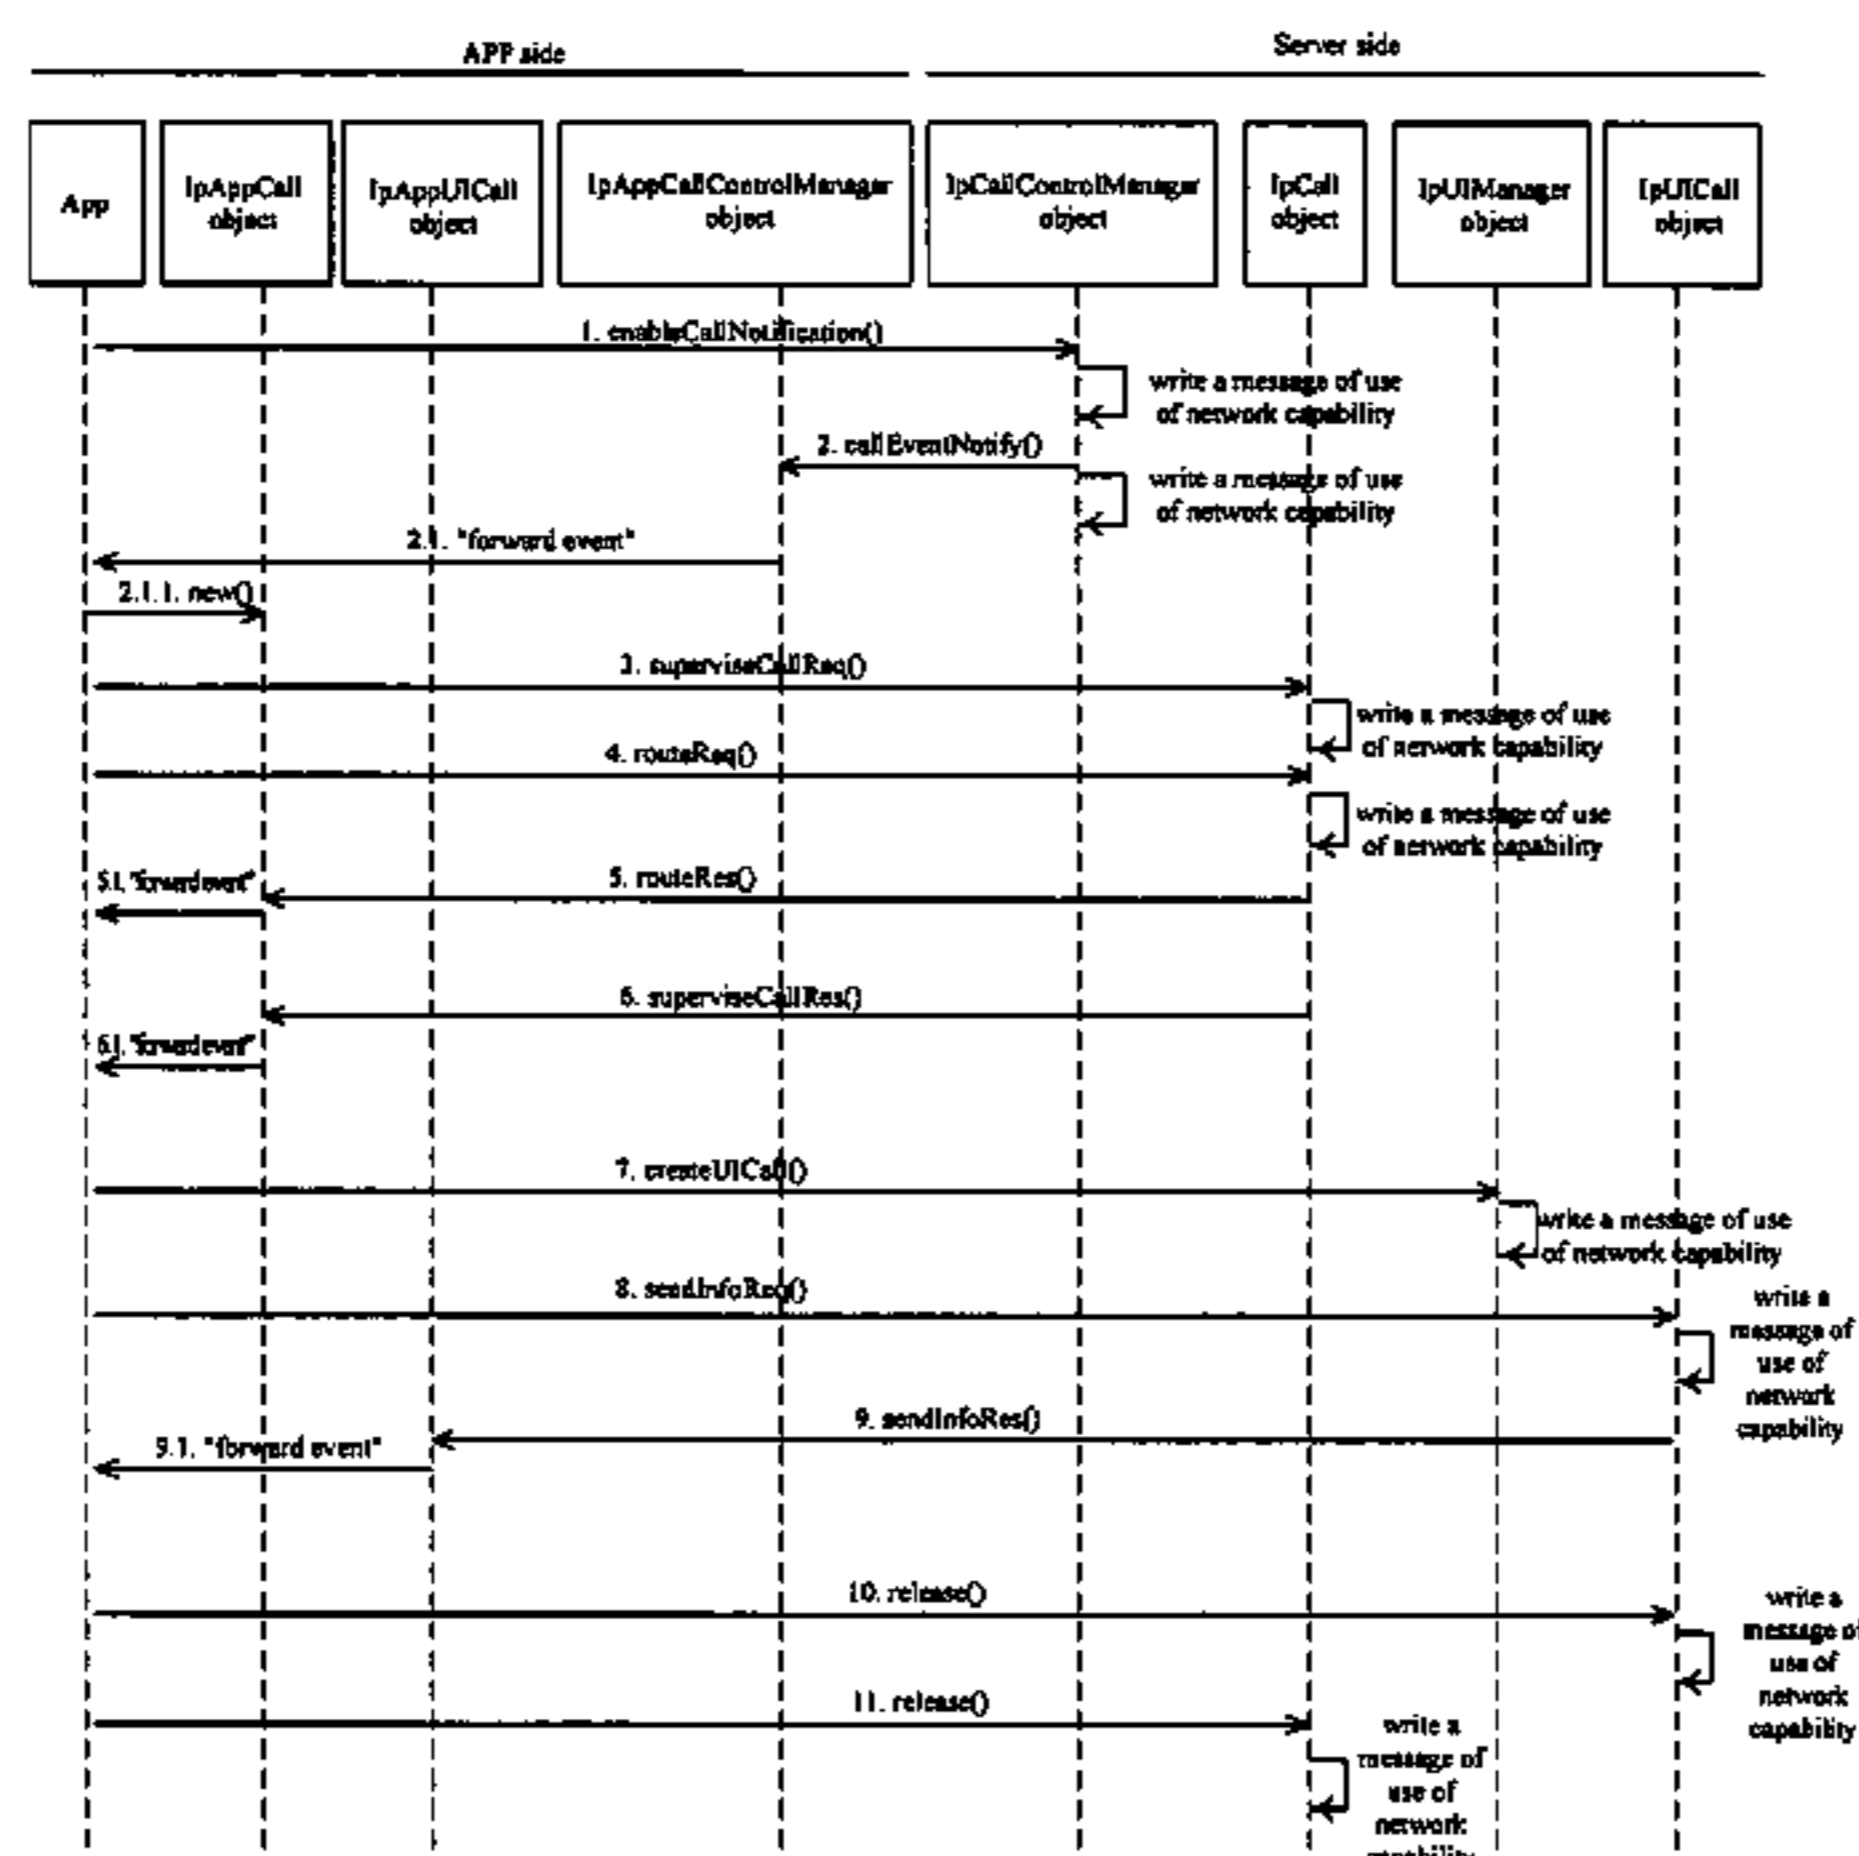 APP side
Server side
App
IpAppCall
object
IpAppUICall
object
IpAppCallControlManager
object
IpCallControlManager
object
IpCall
object
IpUIManager
object
IpUICall
object
1. enableCallNotification()
write a message of use
of network capability
2. callEventNotify()
write a message of use
of network capability
2.1. "forward event"
2.1.1. new()
3. superviseCallReq()
write a message of use
of network capability
4. routeReq()
write a message of use
of network capability
5. routeRes()
5.1. "forward event"
6. superviseCallRes()
6.1. "forward event"
7. createUICall()
write a message of use
of network capability
8. sendInfoReq()
write a
message of
use of
network
capability
9. sendInfoRes()
9.1. "forward event"
10. release()
write a
message of
use of
network
capability
11. release()
write a
message of
use of
network
capability